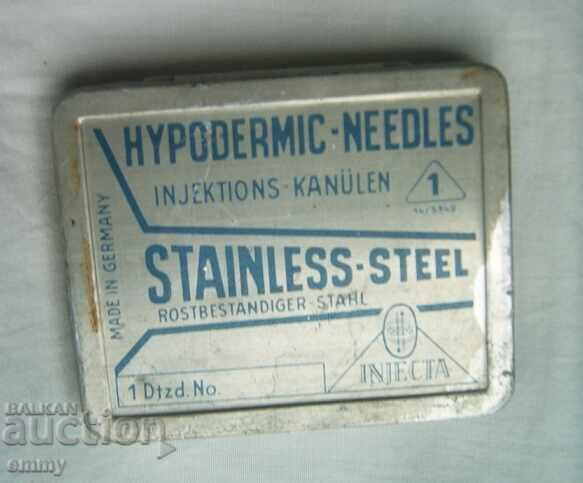 HYPODERMIC-NEEDLES
INJEKTIONS-KANÜLEN
1
MADE IN GERMANY
STAINLESS-STEEL
ROSTBESTÄNDIGER-STAHL
1 Dtzd. No.
INJECTA
BALKAN
auction
emmy